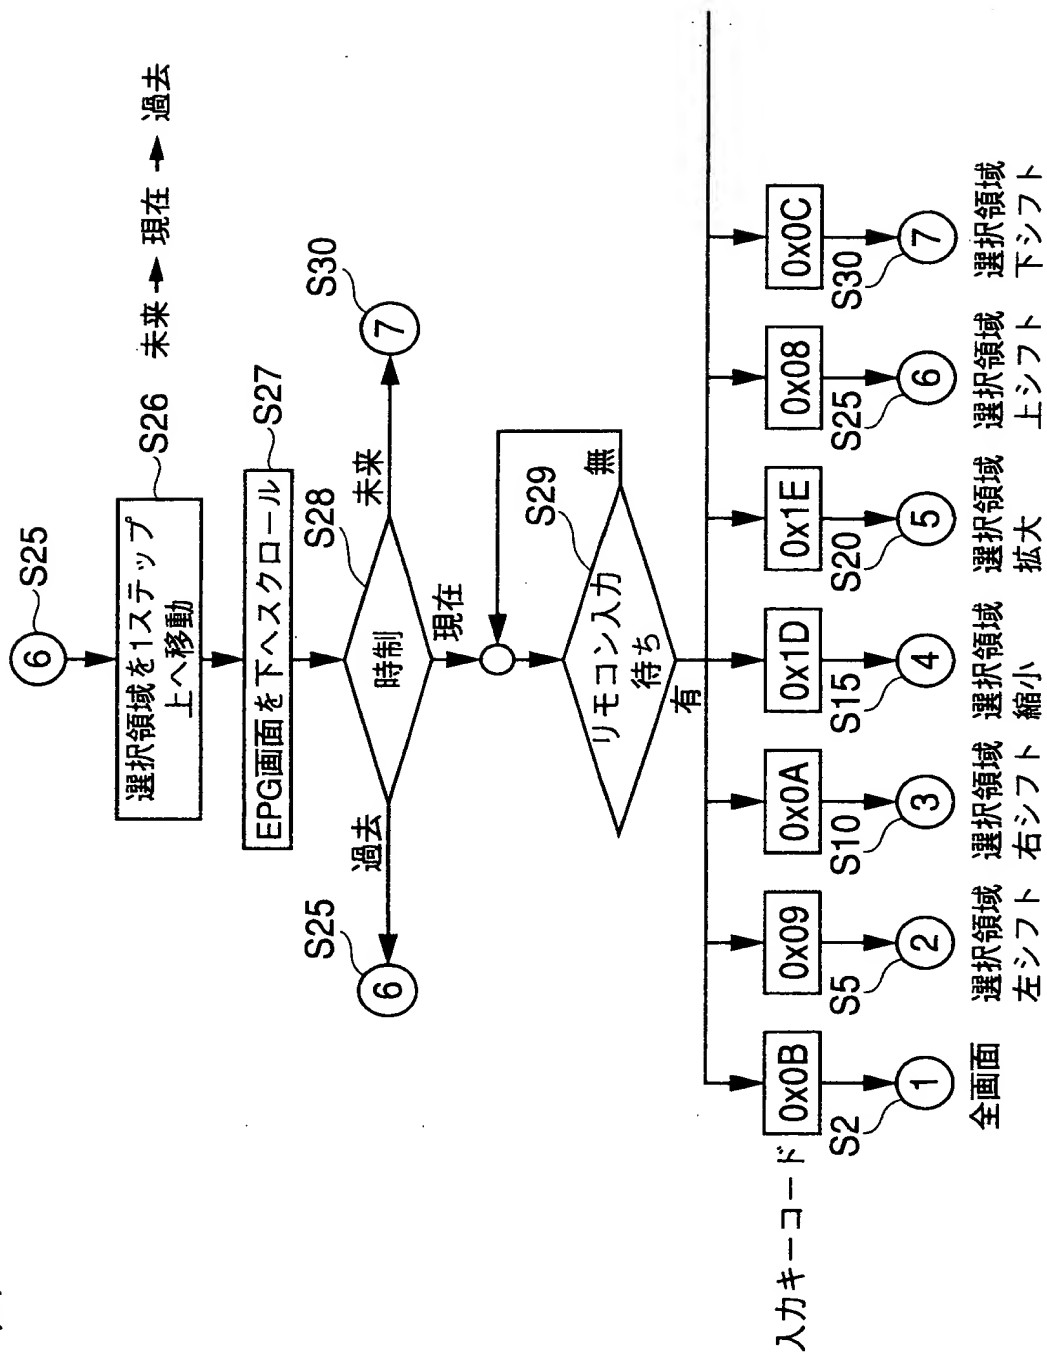 6 S25
選択領域を1ステップ
上へ移動
S26
未来→現在→過去
EPG画面を下へスクロール
S27
時制
S28
過去
S25
6
未来
S30
7
現在
リモコン入力
待ち
S29
無
有
入力キーコード
0x0B
0x09
0x0A
0x1D
0x1E
0x08
0x0C
S2
S5
S10
S15
S20
S25
S30
1
2
3
4
5
6
7
全画面
選択領域
左シフト
選択領域
右シフト
選択領域
縮小
選択領域
拡大
選択領域
上シフト
選択領域
下シフト